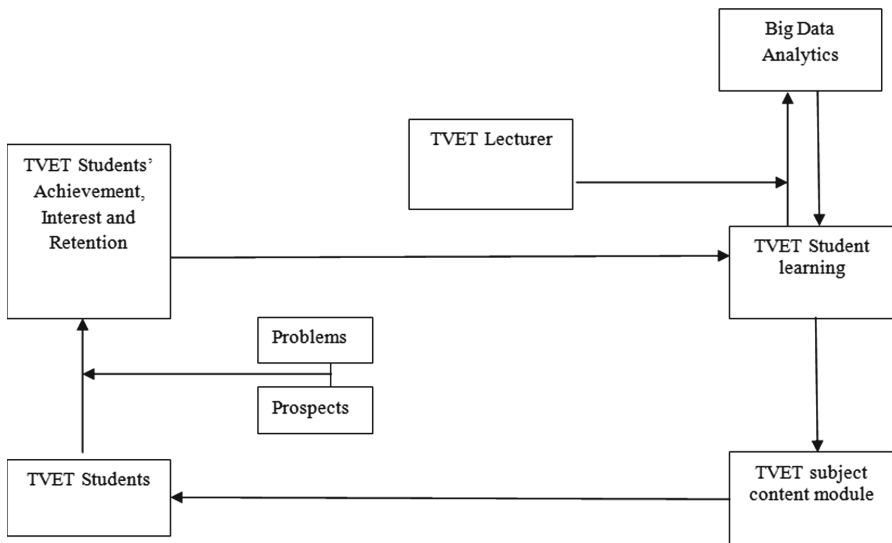 Big Data
Analytics
TVET Lecturer
TVET Students’
Achievement,
Interest and
Retention
TVET Student
learning
Problems
Prospects
TVET Students
TVET subject
content module